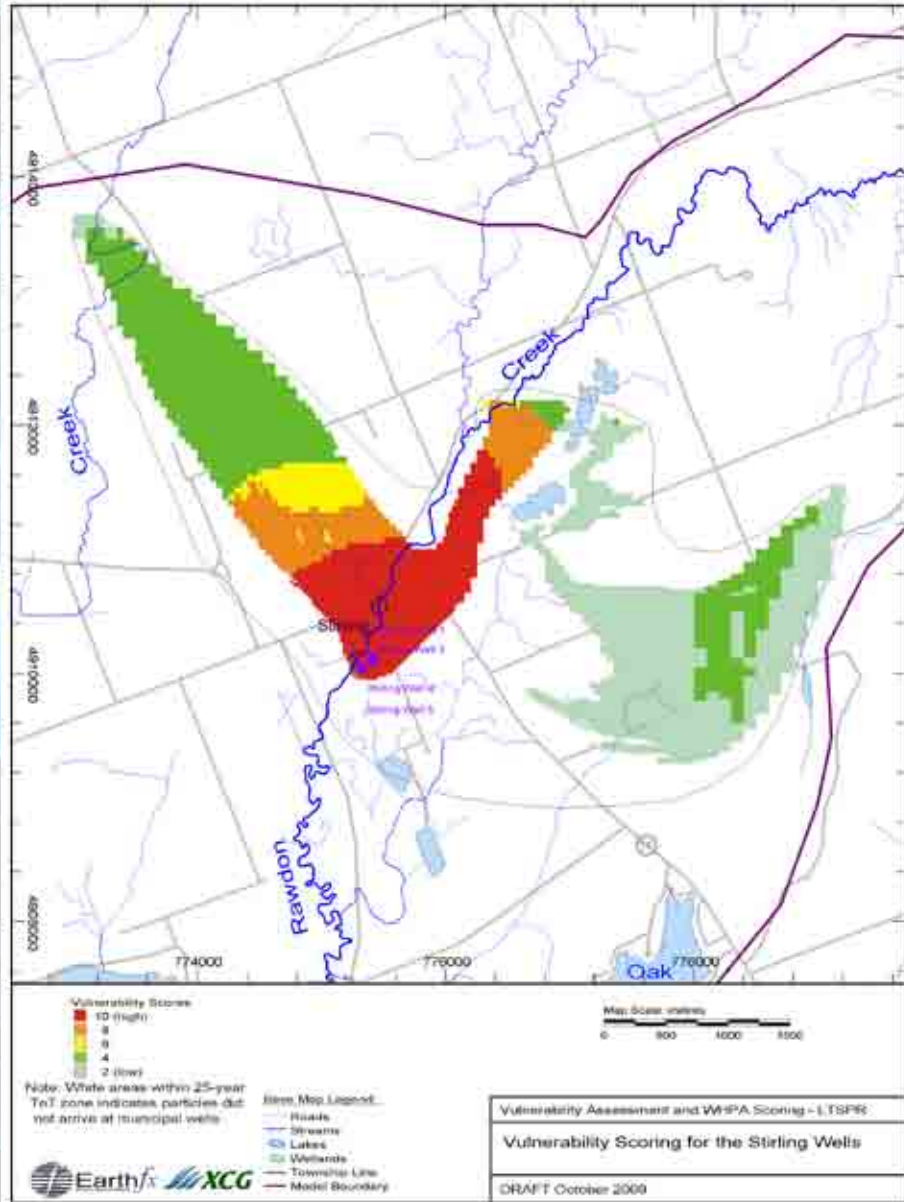 4914000
Creek
Creek
4912000
4910000
Rawdon
774000
776000
778000
Oak
Vulnerability Scores
10 (high)
8
6
4
2 (low)
Note: White areas within 25-year
ToT zone indicates particles did
not arrive at municipal wells
Base Map Legend
Roads
Streams
Lakes
Wetlands
Township Line
Model Boundary
Map Scale: metres
0
Earthfx XCG
Vulnerability Assessment and WHPA Scoring - LTSPR
Vulnerability Scoring for the Stirling Wells
DRAFT October 2009